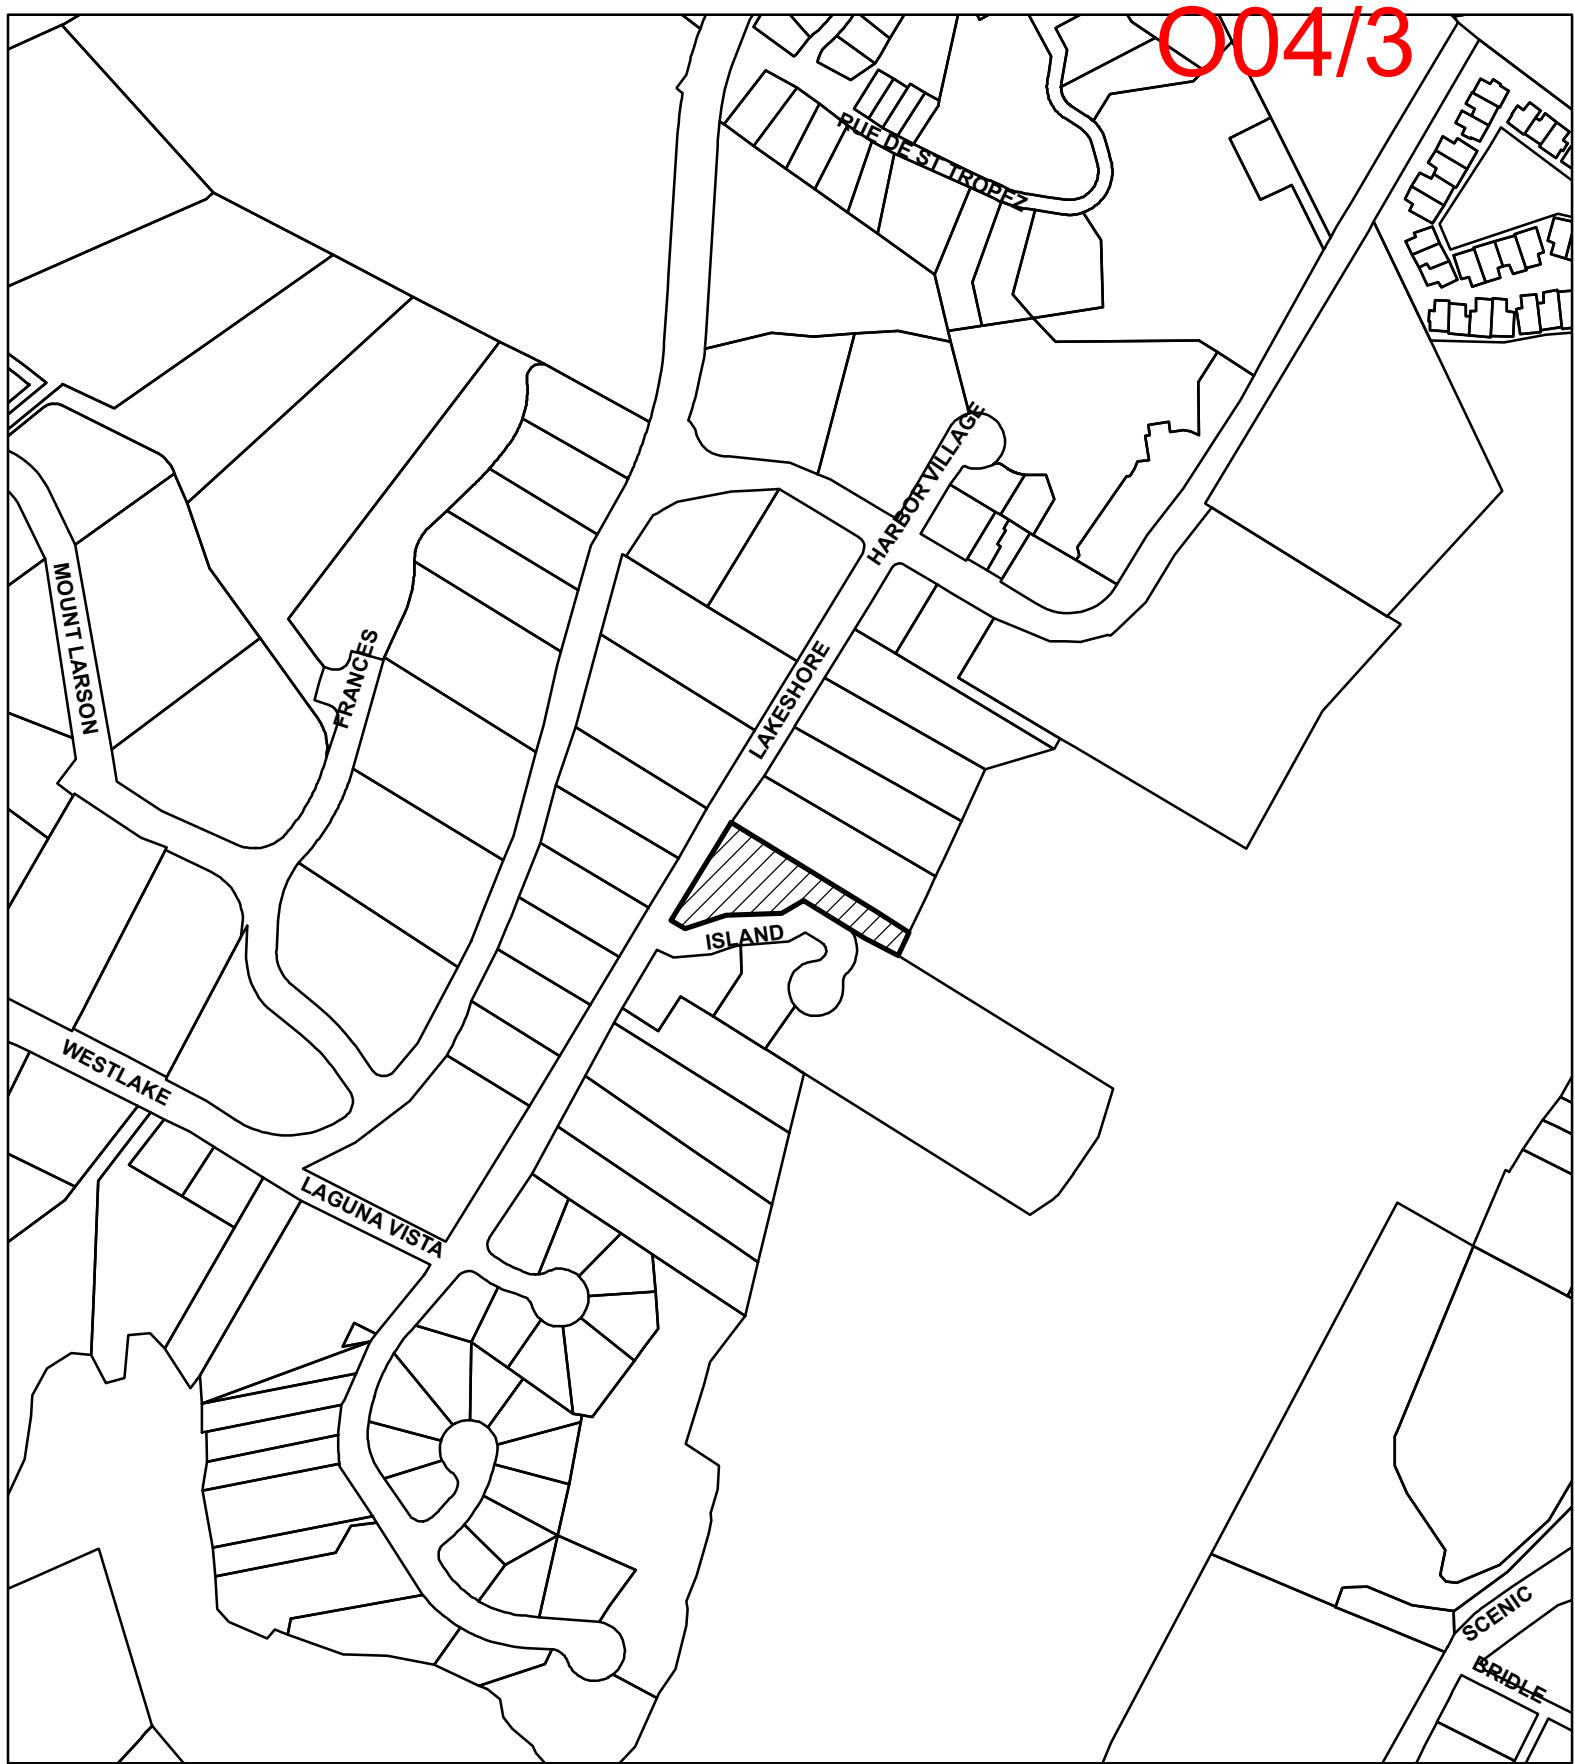 O04/3
RUE DE ST TROPEZ
HARBOR VILLAGE
MOUNT LARSON
FRANCES
LAKESHORE
ISLAND
WESTLAKE
LAGUNA VISTA
SCENIC
BRIDLE